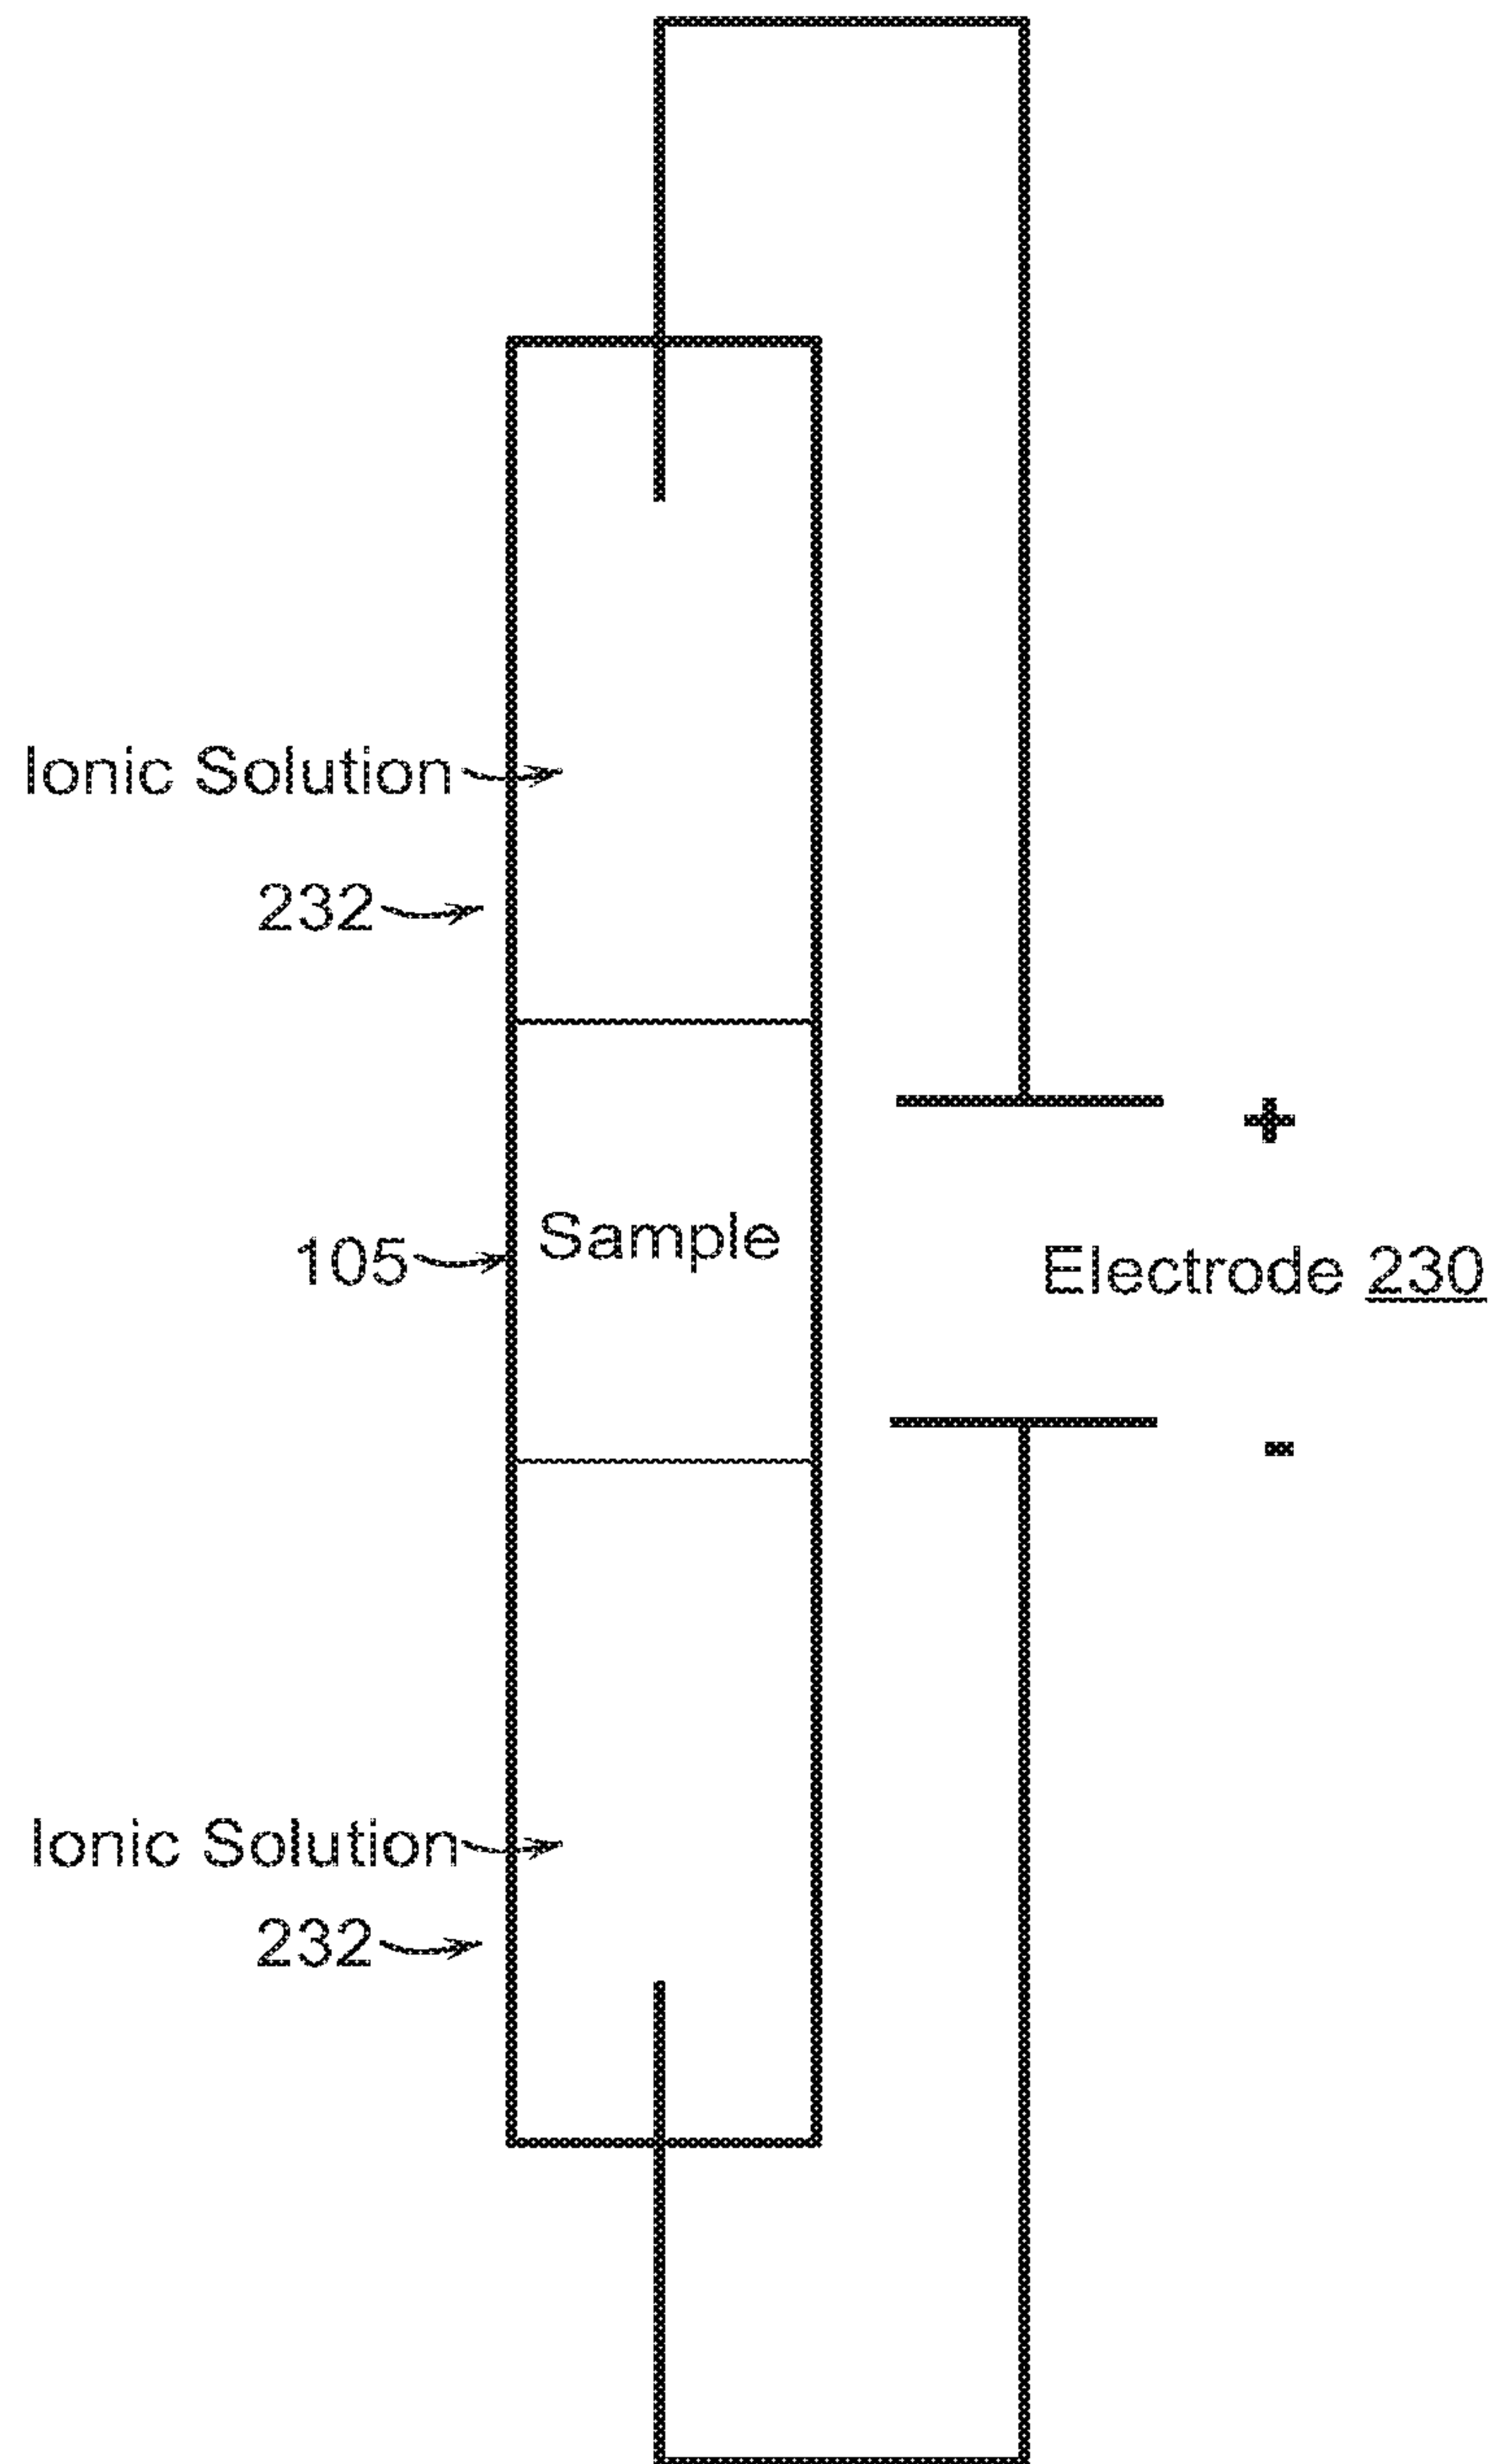 Ionic Solution
232
+
Sample
105
Electrode 230
-
Ionic Solution
232